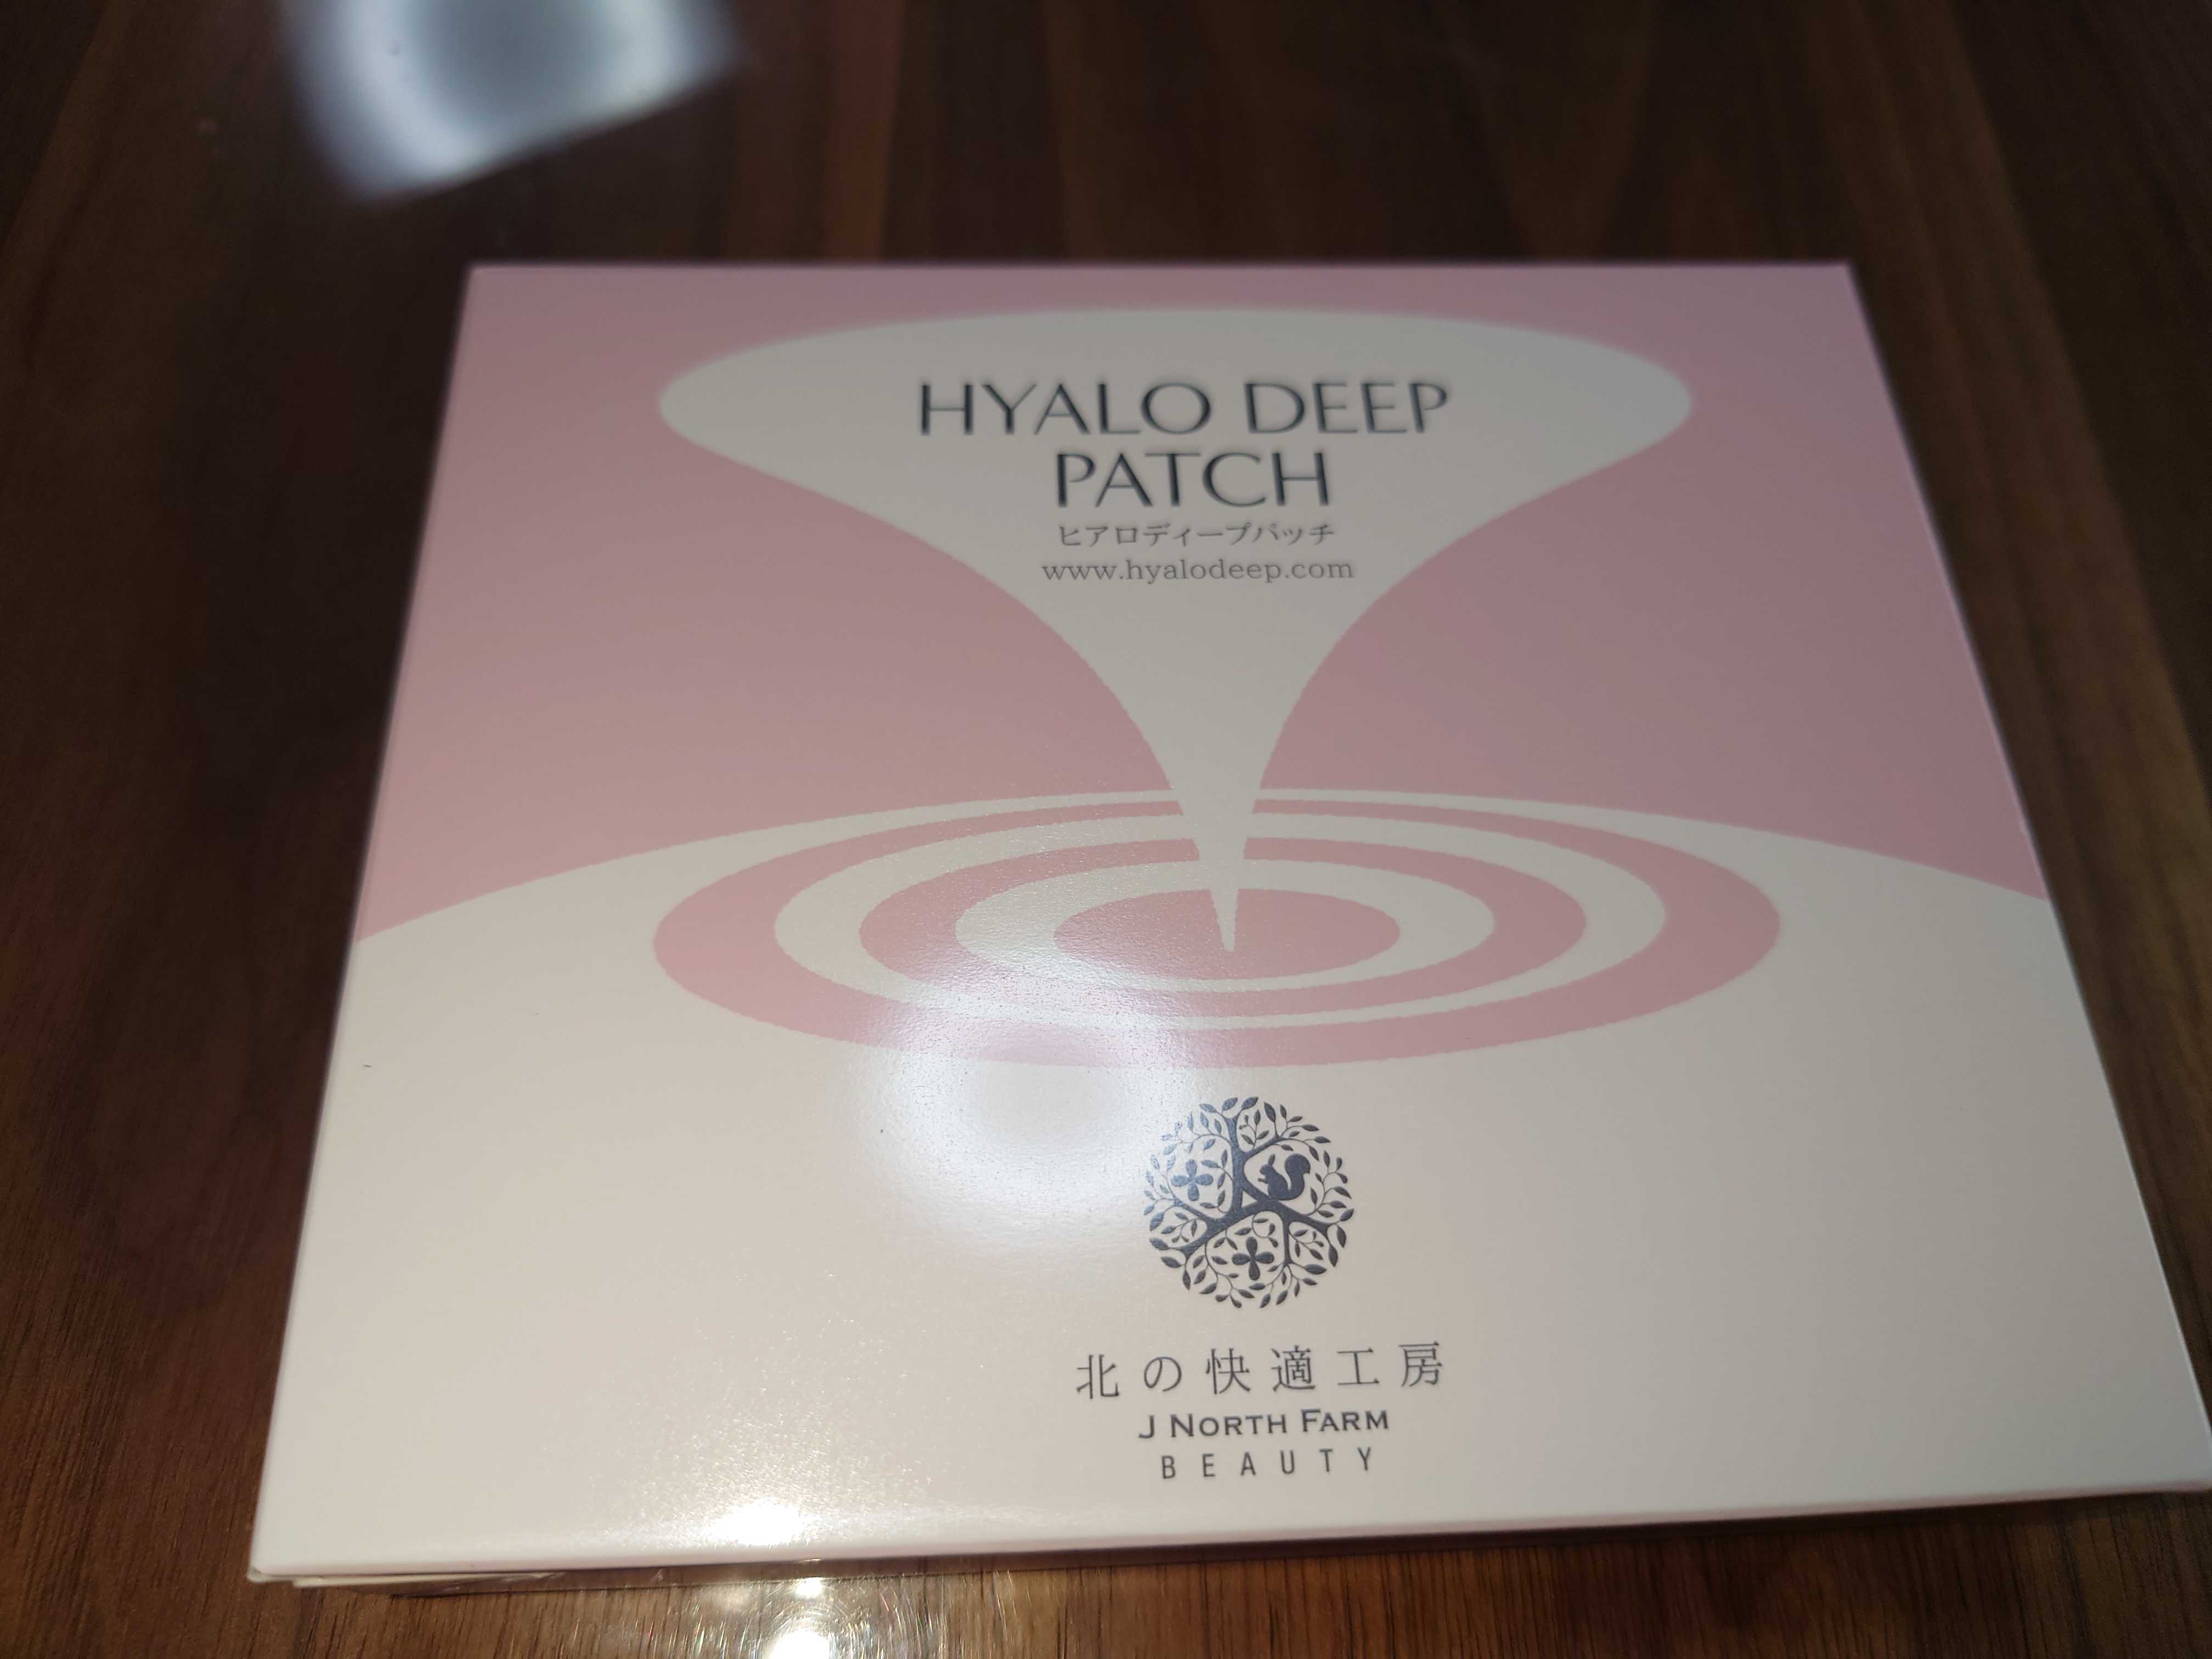 HYALO DEEP
PATCH
ヒアロディープパッチ
www.hyalodeep.com
北の快適工房
J NORTH FARM
BEAUTY